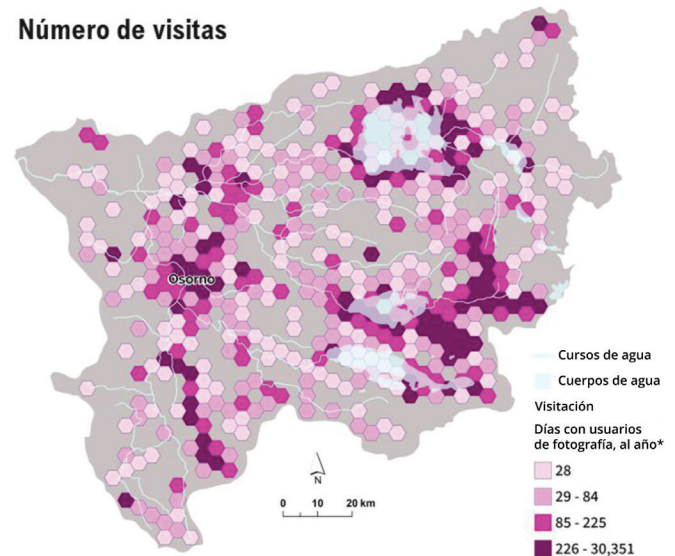 Número de visitas
Osorno
N
0 10 20 km
Cursos de agua
Cuerpos de agua
Visitación
Días con usuarios
de fotografía, al año*
28
29 - 84
85 - 225
226 - 30,351